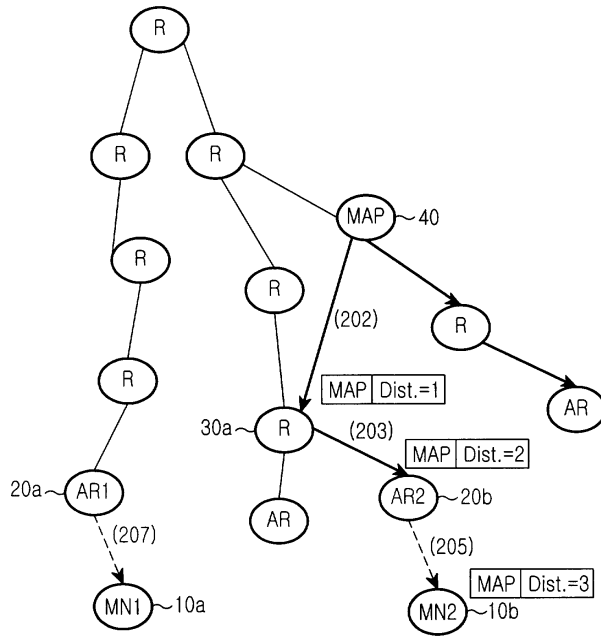 R
R
R
MAP
40
R
R
(202)
R
R
MAP Dist.=1
AR
30a
R
(203)
MAP Dist.=2
20a
AR1
AR
AR2
20b
(207)
(205)
MAP Dist.=3
MN1
10a
MN2
10b